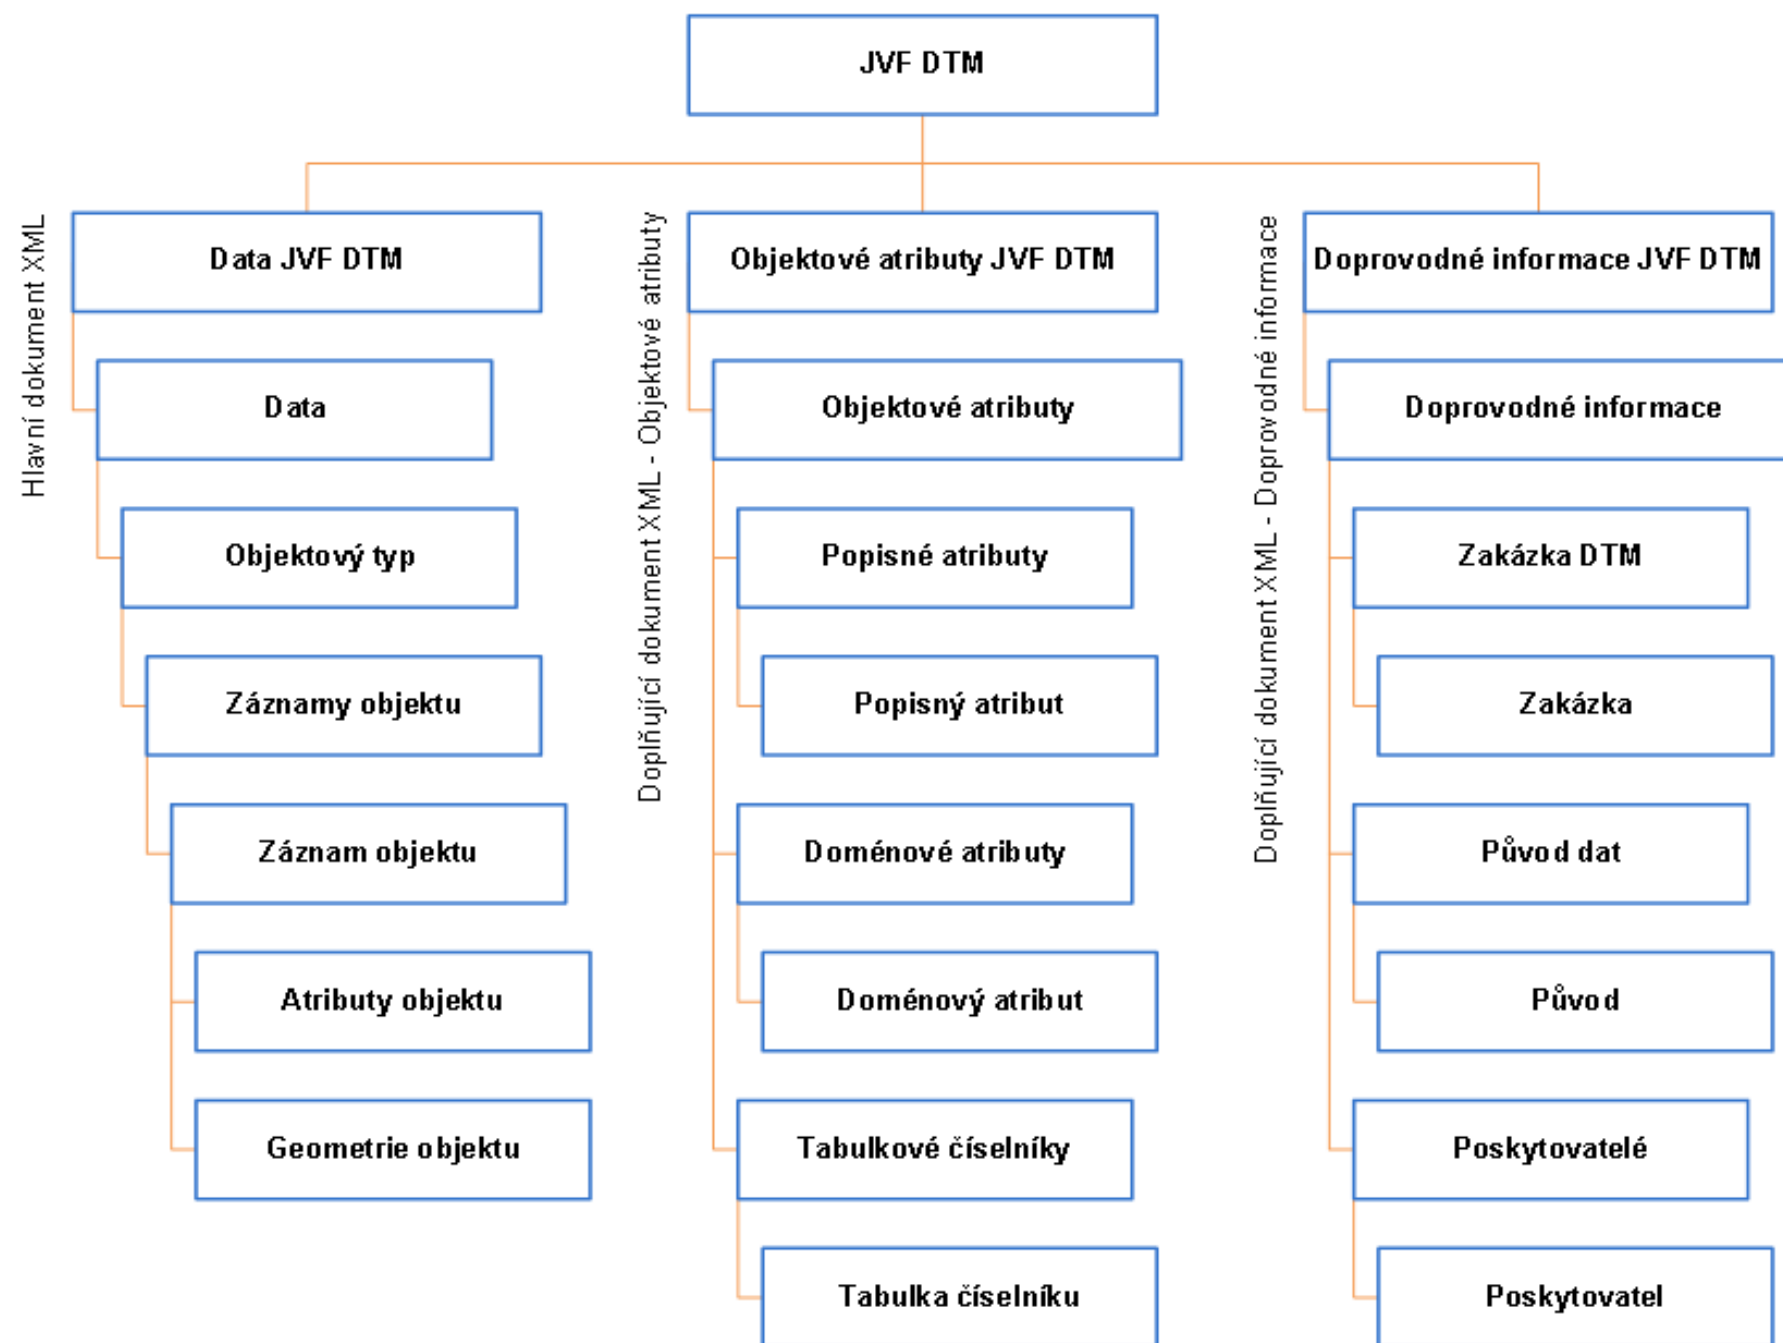 JVF DTM
Hlavní dokument XML
Data JVF DTM
Data
Objektový typ
Záznamy objektu
Záznam objektu
Atributy objektu
Geometrie objektu
Doplňující dokument XML - Objektové atributy
Objektové atributy JVF DTM
Objektové atributy
Popisné atributy
Popisný atribut
Doménové atributy
Doménový atribut
Tabulkové číselníky
Tabulka číselníku
Doplňující dokument XML - Doprovodné informace
Doprovodné informace JVF DTM
Doprovodné informace
Zakázka DTM
Zakázka
Původ dat
Původ
Poskytovatelé
Poskytovatel